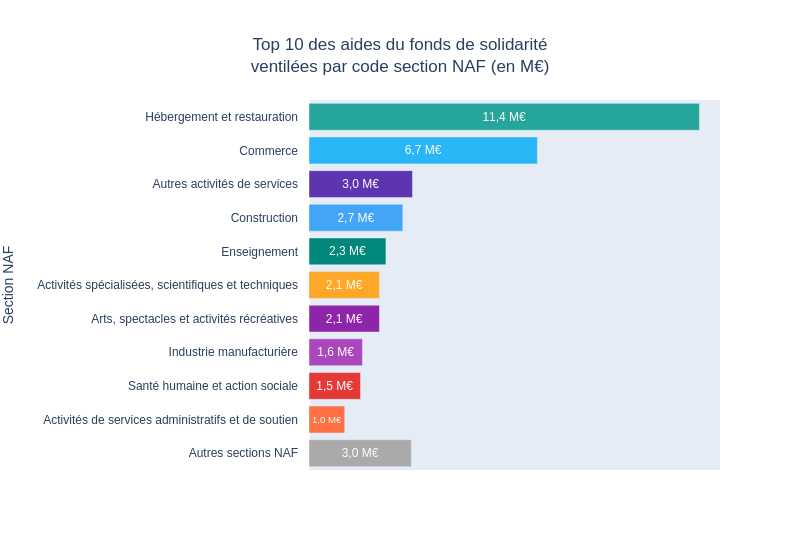 Top 10 des aides du fonds de solidarité
ventilées par code section NAF (en M€)
Section NAF
Hébergement et restauration 11,4 M€
Commerce 6,7 M€
Autres activités de services 3,0 M€
Construction 2,7 M€
Enseignement 2,3 M€
Activités spécialisées, scientifiques et techniques 2,1 M€
Arts, spectacles et activités récréatives 2,1 M€
Industrie manufacturière 1,6 M€
Santé humaine et action sociale 1,5 M€
Activités de services administratifs et de soutien 1,0 M€
Autres sections NAF 3,0 M€